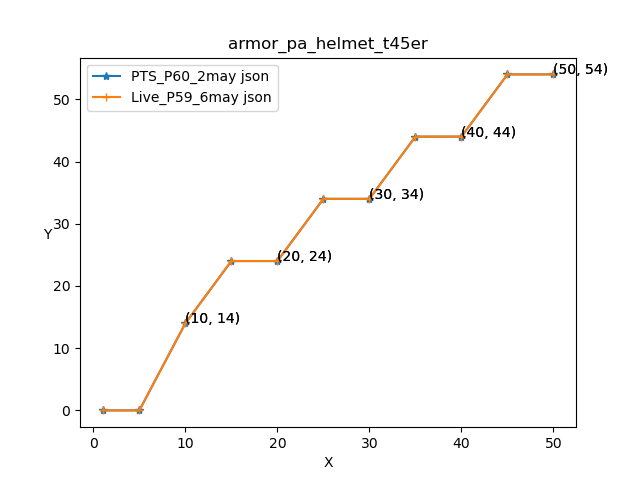 armor_pa_helmet_t45er
PTS_P60_2may json
Live_P59_6may json
(50, 54)
(40, 44)
(30, 34)
(20, 24)
(10, 14)
50
40
30
20
10
0
Y
0 10 20 30 40 50
X